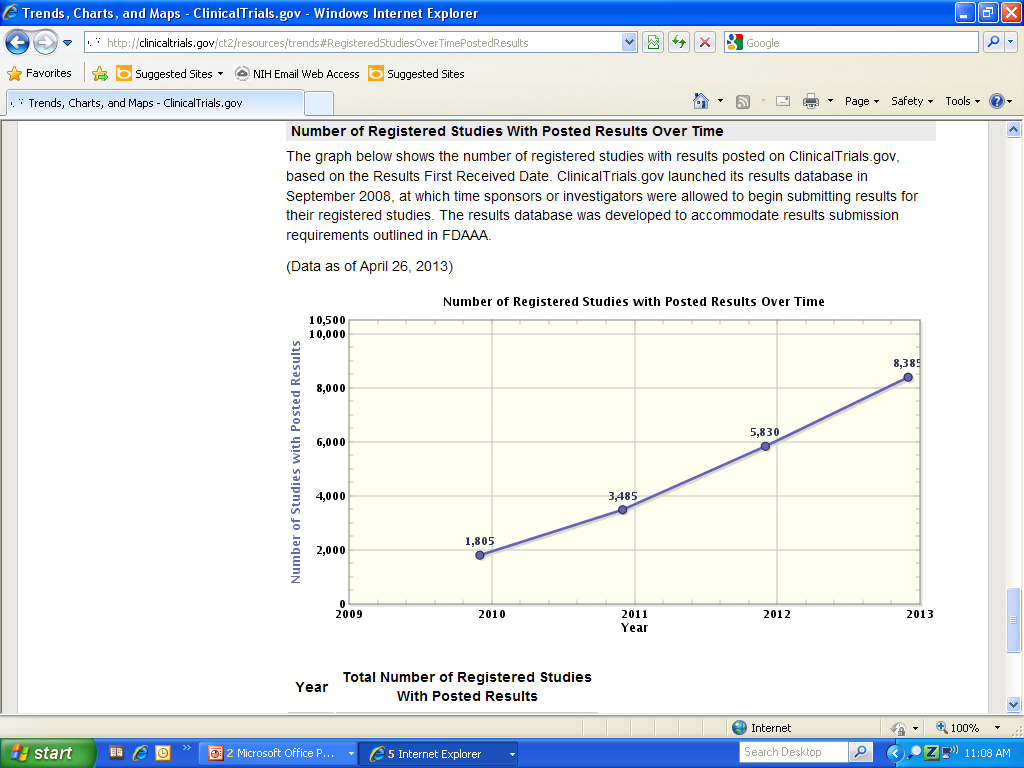 Trends, Charts, and Maps - ClinicalTrials.gov - Windows Internet Explorer
http://clinicaltrials.gov/ct2/resources/trends#RegisteredStudiesOverTimePostedResults
Google
Favorites
Suggested Sites
NIH Email Web Access
Suggested Sites
Trends, Charts, and Maps - ClinicalTrials.gov
Page
Safety
Tools
Number of Registered Studies With Posted Results Over Time
The graph below shows the number of registered studies with results posted on ClinicalTrials.gov,
based on the Results First Received Date. ClinicalTrials.gov launched its results database in
September 2008, at which time sponsors or investigators were allowed to begin submitting results for
their registered studies. The results database was developed to accommodate results submission
requirements outlined in FDAAA.
(Data as of April 26, 2013)
Number of Registered Studies with Posted Results Over Time
Number of Studies with Posted Results
10,500
10,000
8,000
6,000
4,000
2,000
0
1,805
3,485
5,830
8,385
2009
2010
2011
2012
2013
Year
Year
Total Number of Registered Studies
With Posted Results
Internet
100%
start
2 Microsoft Office P...
5 Internet Explorer
Search Desktop
11:08 AM